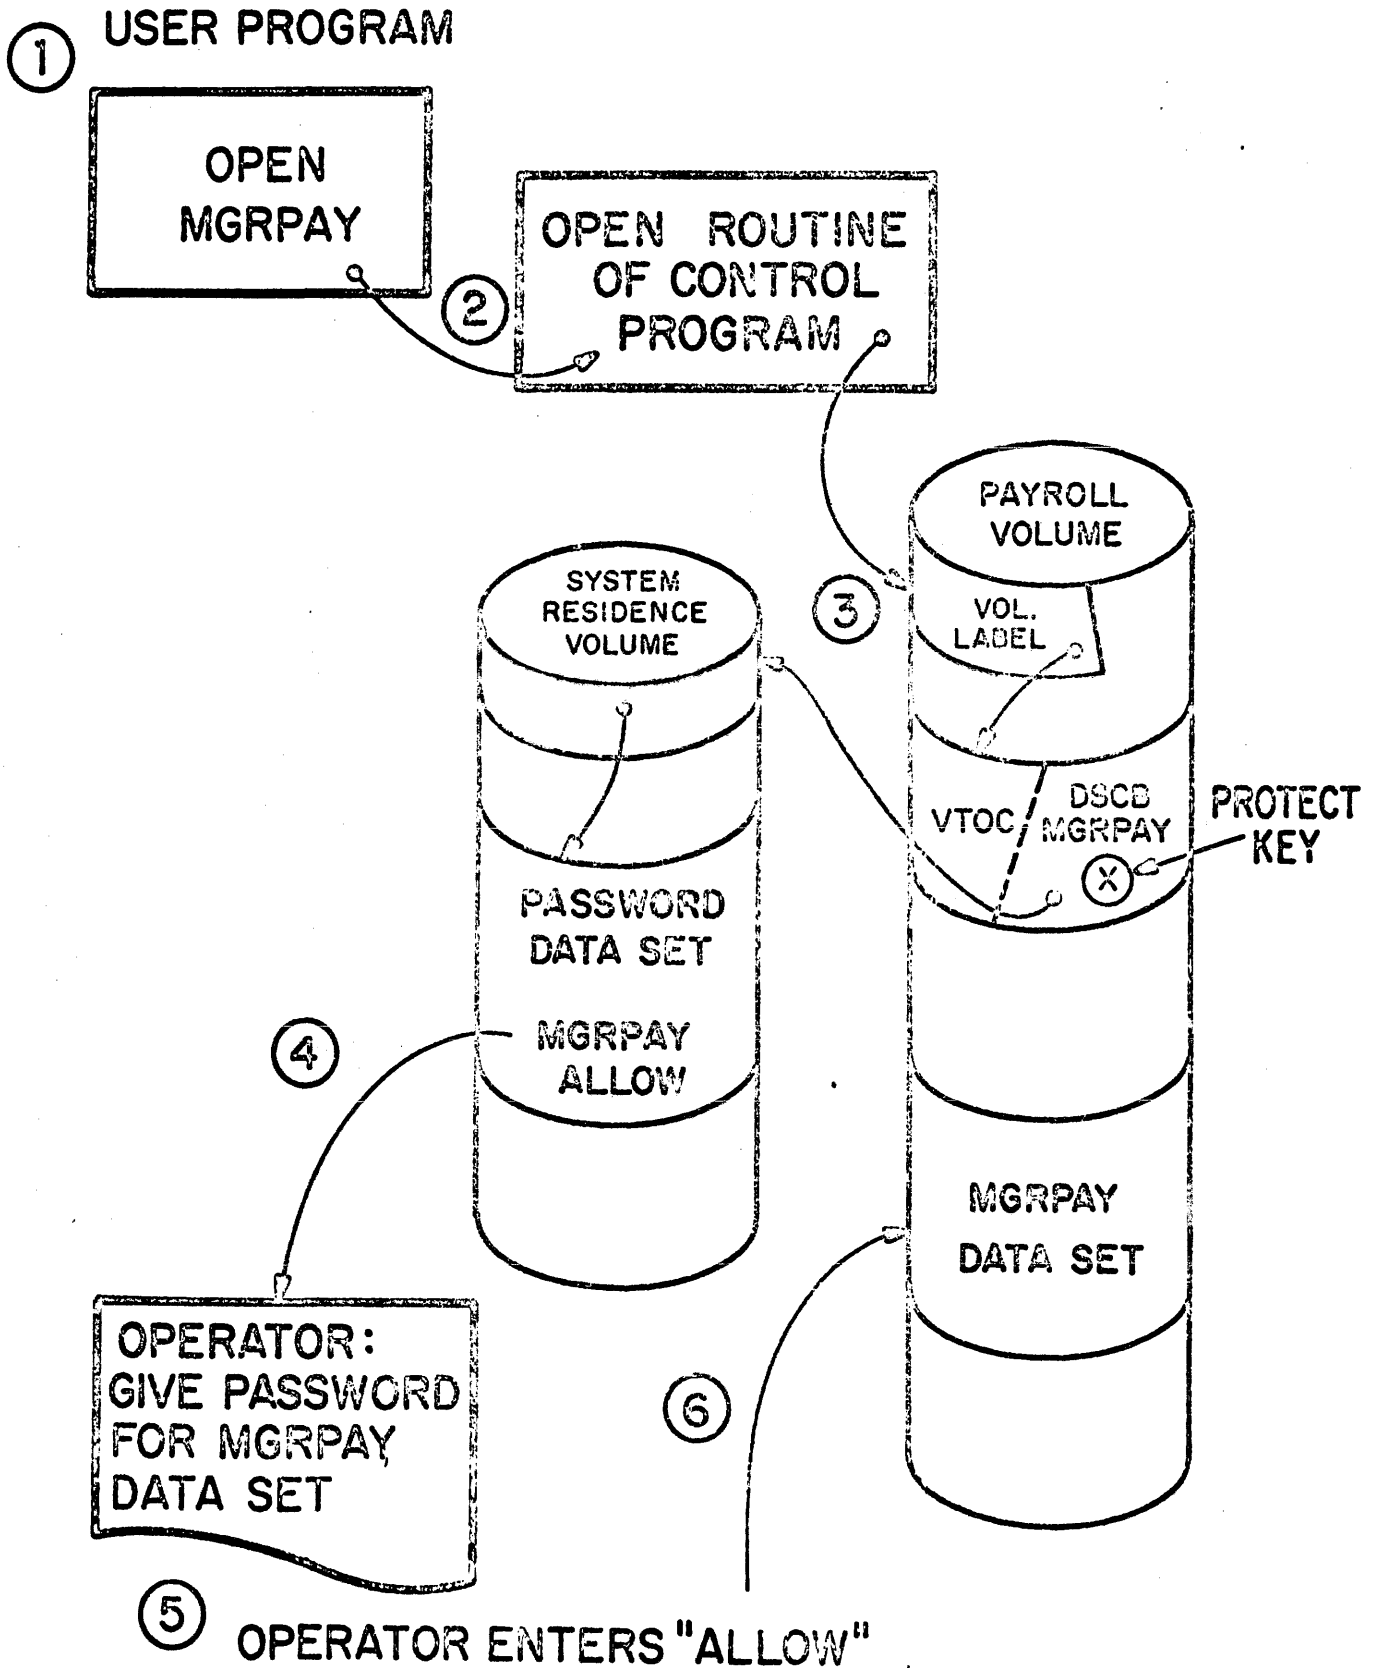 1
USER PROGRAM
OPEN
MGRPAY
2
OPEN ROUTINE
OF CONTROL
PROGRAM
PAYROLL
VOLUME
3
VOL.
LABEL
SYSTEM
RESIDENCE
VOLUME
VTOC
DSCB
MGRPAY
X
PROTECT
KEY
PASSWORD
DATA SET
MGRPAY
ALLOW
4
MGRPAY
DATA SET
OPERATOR:
GIVE PASSWORD
FOR MGRPAY
DATA SET
6
5
OPERATOR ENTERS "ALLOW"